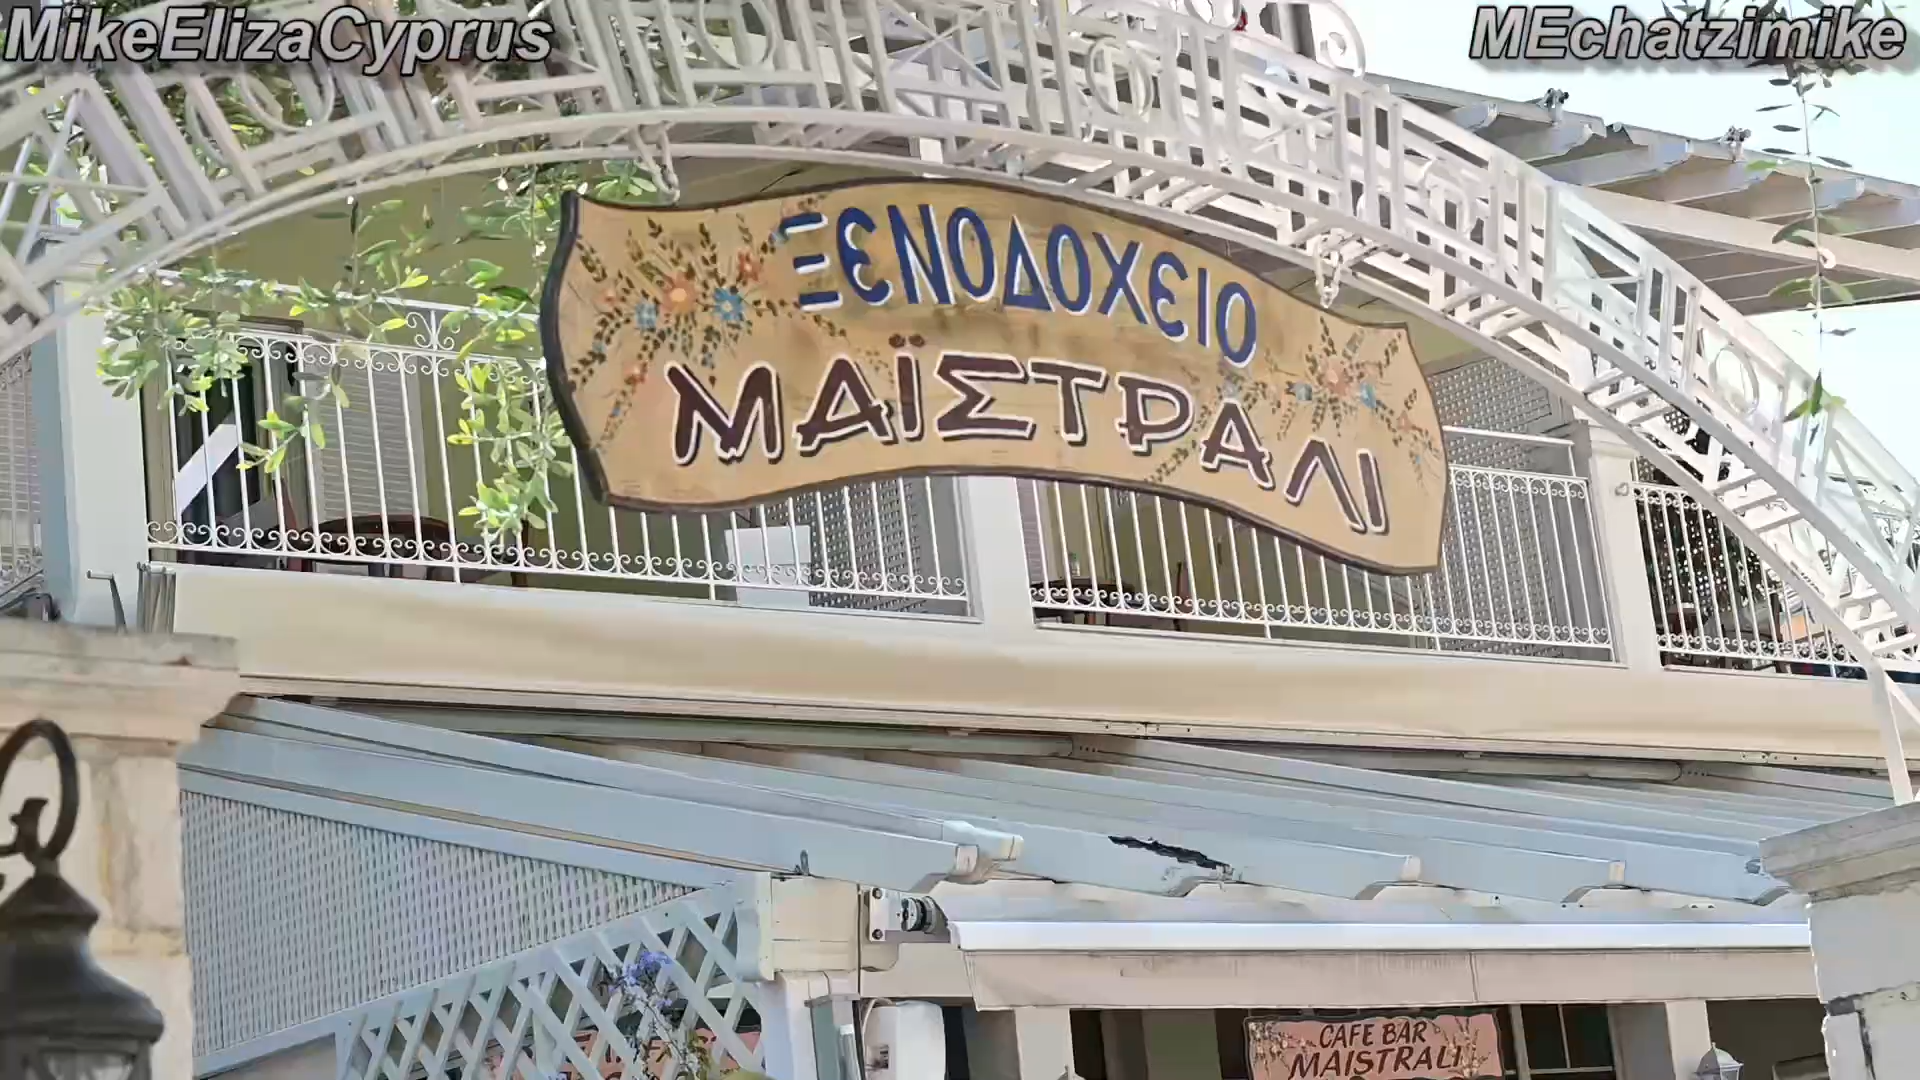 MikeElizaCyprus
MEchatzimike
ΞΕΝΟΔΟΧΕΙΟ
ΜΑΪΣΤΡΑΛΙ
CAFE BAR
MAISTRALI